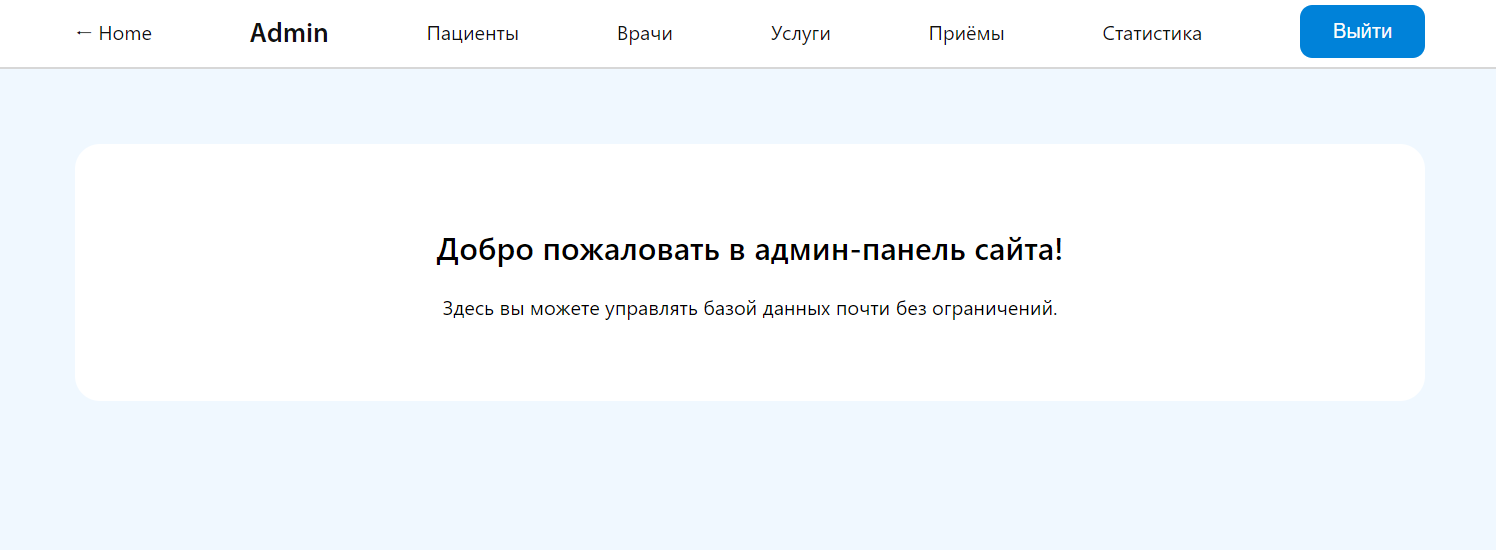 ← Home Admin Пациенты Врачи Услуги Приёмы Статистика Выйти
Добро пожаловать в админ-панель сайта!
Здесь вы можете управлять базой данных почти без ограничений.